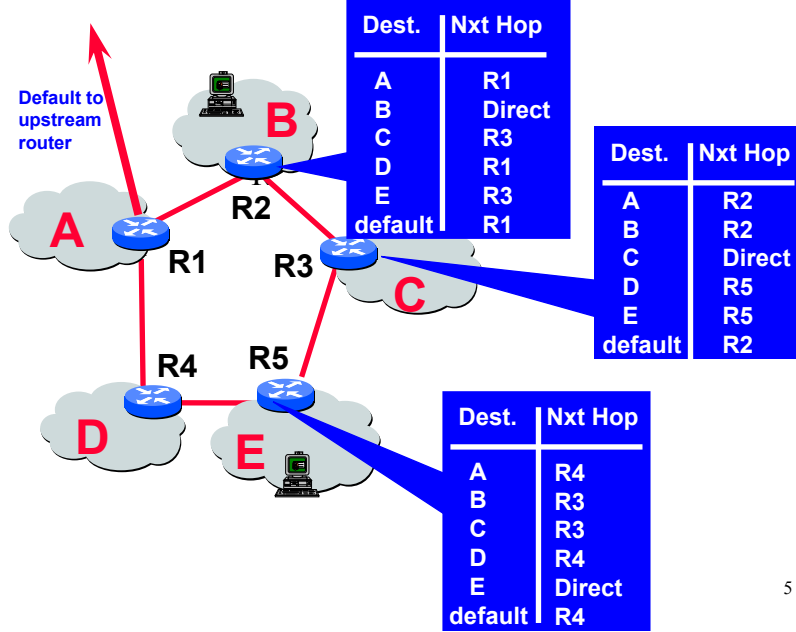 Default to
upstream
router
A
B
R2
R1
R3
C
R4
R5
D
E
Dest. Nxt Hop
A R1
B Direct
C R3
D R1
E R3
default R1
Dest. Nxt Hop
A R2
B R2
C Direct
D R5
E R5
default R2
Dest. Nxt Hop
A R4
B R3
C R3
D R4
E Direct
default R4
5